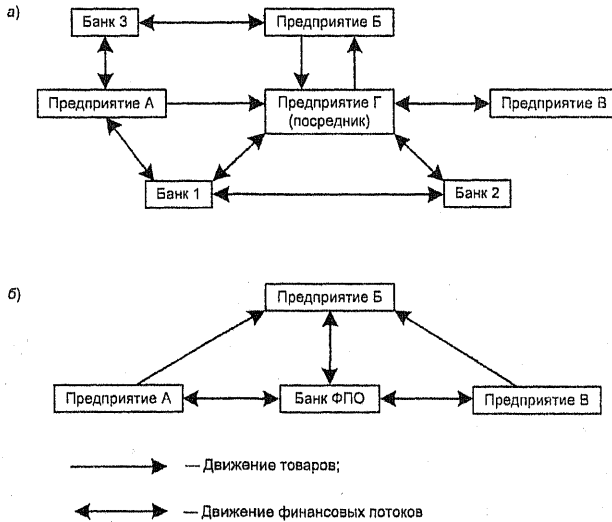 а)
Банк 3
Предприятие Б
Предприятие А
Предприятие Г
(посредник)
Предприятие В
Банк 1
Банк 2
б)
Предприятие Б
Предприятие А
Банк ФПО
Предприятие В
— Движение товаров;
— Движение финансовых потоков